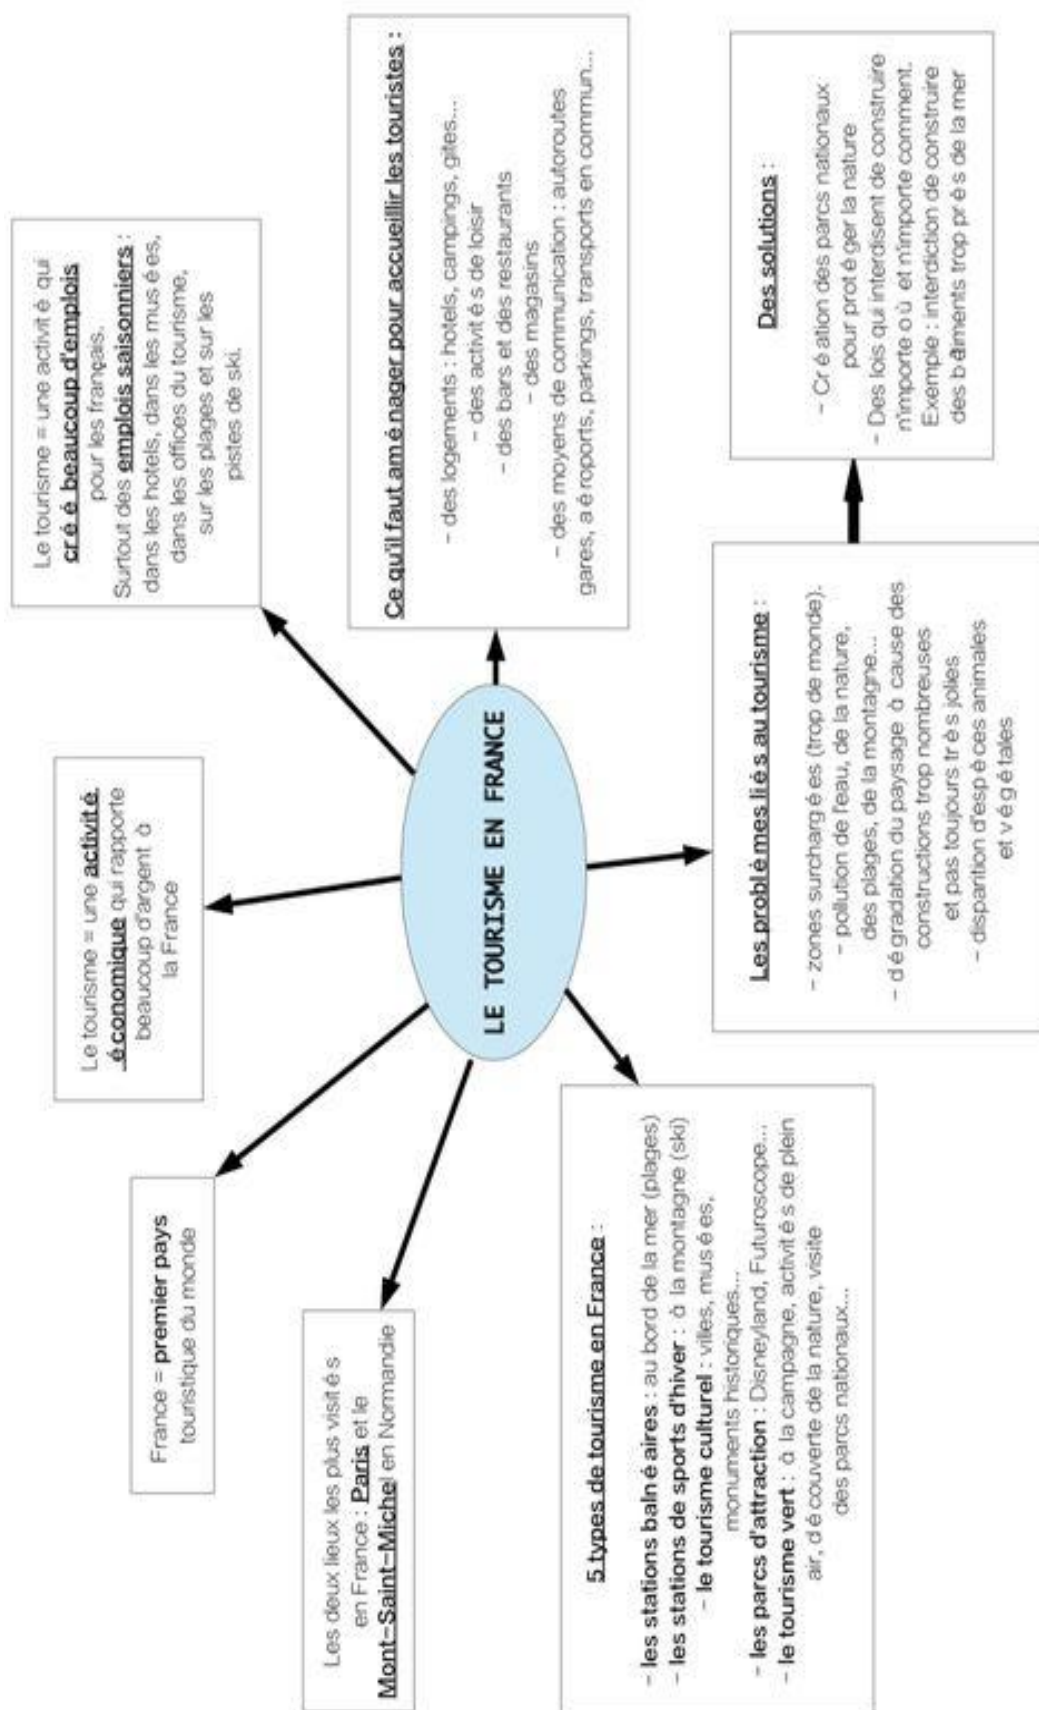 Les deux lieux les plus visités
en France : Paris et le
Mont-Saint-Michel en Normandie
France = premier pays
touristique du monde
Le tourisme = une activité
économique qui rapporte
beaucoup d'argent à
la France
Le tourisme = une activité qui
créé beaucoup d'emplois
pour les français.
Surtout des emplois saisonniers :
dans les hotels, dans les musées,
dans les offices du tourisme,
sur les plages et sur les
pistes de ski.
LE TOURISME EN FRANCE
Ce qu'il faut aménager pour accueillir les touristes :
- des logements : hotels, campings, gites...
- des activités de loisir
- des bars et des restaurants
- des magasins
- des moyens de communication : autoroutes
gares, aéroports, parkings, transports en commun...
5 types de tourisme en France :
- les stations balnéaires : au bord de la mer (plages)
- les stations de sports d'hiver : à la montagne (ski)
- le tourisme culturel : villes, musées,
monuments historiques...
- les parcs d'attraction : Disneyland, Futuroscope...
- le tourisme vert : à la campagne, activités de plein
air, découverte de la nature, visite
des parcs nationaux...
Les problèmes liés au tourisme :
- zones surchargées (trop de monde).
- pollution de l'eau, de la nature,
des plages, de la montagne...
- dégradation du paysage à cause des
constructions trop nombreuses
et pas toujours très jolies
- disparition d'espèces animales
et végétales
Des solutions :
- Création des parcs nationaux
pour protéger la nature
- Des lois qui interdisent de construire
n'importe où et n'importe comment.
Exemple : interdiction de construire
des bâtiments trop près de la mer